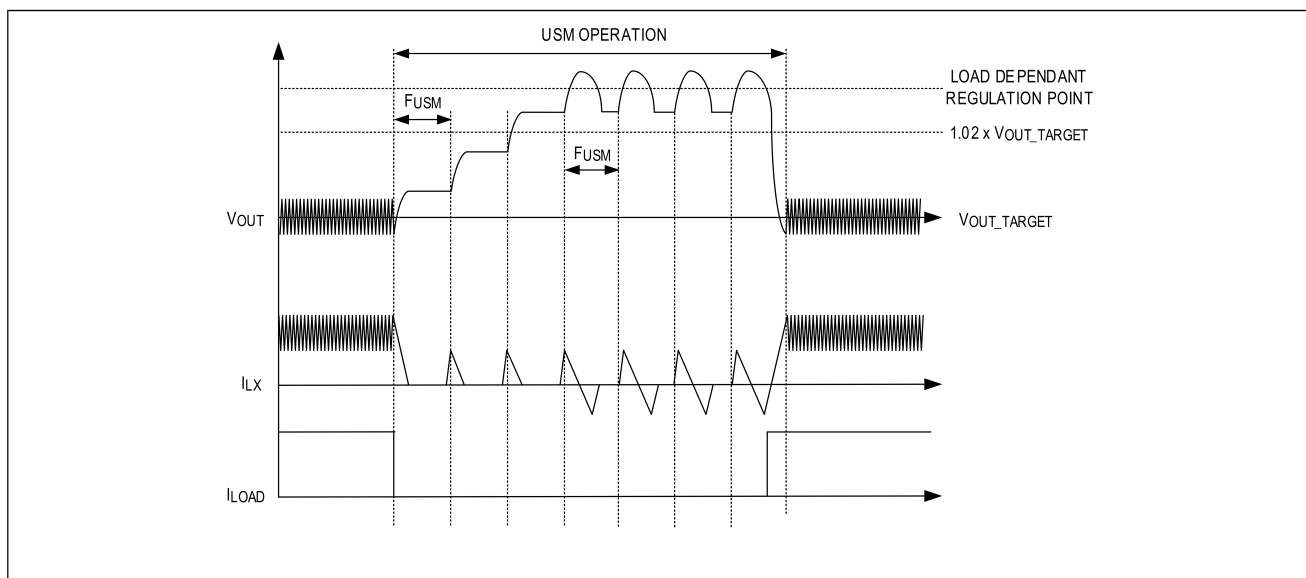 USM OPERATION
LOAD DEPENDANT
REGULATION POINT
FUSM
1.02 x VOUT_TARGET
FUSM
VOUT
VOUT_TARGET
ILX
ILOAD